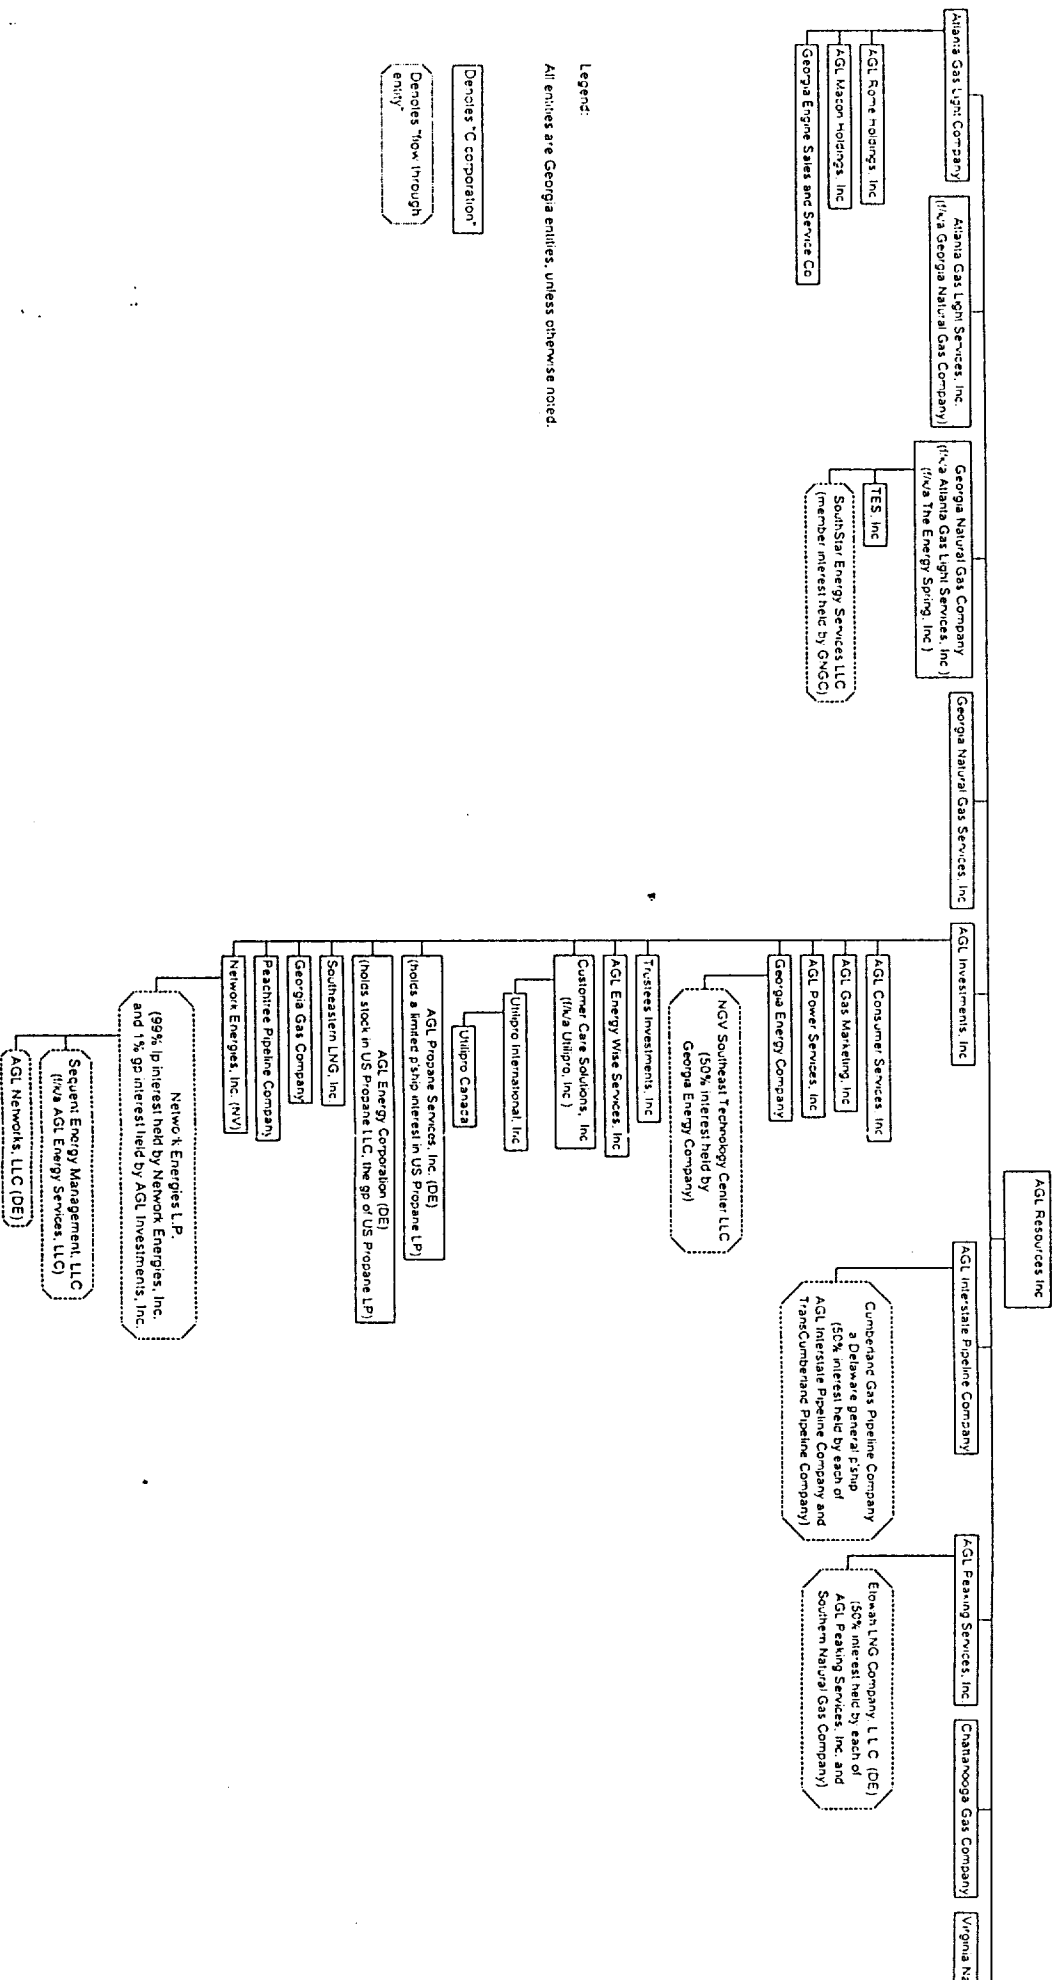 AGL Resources Inc
Atlanta Gas Light Company
AGL Rome Holdings, Inc
AGL Macon Holdings, Inc
Georgia Engine Sales and Service Co
Atlanta Gas Light Services, Inc.
(f/k/a Georgia Natural Gas Company)
Georgia Natural Gas Company
(f/k/a Atlanta Gas Light Services, Inc )
(f/k/a The Energy Spring, Inc )
TES, Inc
SouthStar Energy Services LLC
(member interest held by GNGC)
Georgia Natural Gas Services, Inc
AGL Investments, Inc
AGL Consumer Services Inc
AGL Gas Marketing, Inc
AGL Power Services, Inc
Georgia Energy Company
NGV Southeast Technology Center LLC
(50% interest held by
Georgia Energy Company)
Trustees Investments, Inc
AGL Energy Wise Services, Inc
Customer Care Solutions, Inc
(f/k/a Utilipro, Inc )
Utilipro International, Inc
Utilipro Canada
AGL Propane Services, Inc. (DE)
(holds a limited p'ship interest in US Propane LP)
AGL Energy Corporation (DE)
(holds stock in US Propane LLC, the gp of US Propane LP)
Southeastern LNG, Inc.
Georgia Gas Company
Peachtree Pipeline Company
Network Energies, Inc. (NV)
Network Energies L.P.
(99% lp interest held by Network Energies, Inc.
and 1% gp interest held by AGL Investments, Inc.
Sequent Energy Management, LLC
(f/k/a AGL Energy Services, LLC)
AGL Networks, LLC (DE)
AGL Interstate Pipeline Company
Cumberland Gas Pipeline Company
a Delaware general p'ship
(50% interest held by each of
AGL Interstate Pipeline Company and
TransCumberland Pipeline Company)
AGL Peaking Services, Inc
Etowah LNG Company, L L C (DE)
(50% interest held by each of
AGL Peaking Services, Inc. and
Southern Natural Gas Company)
Chattanooga Gas Company
Virginia Na
Legend:
All entities are Georgia entities, unless otherwise noted.
Denotes "C corporation"
Denotes "flow through
entity"